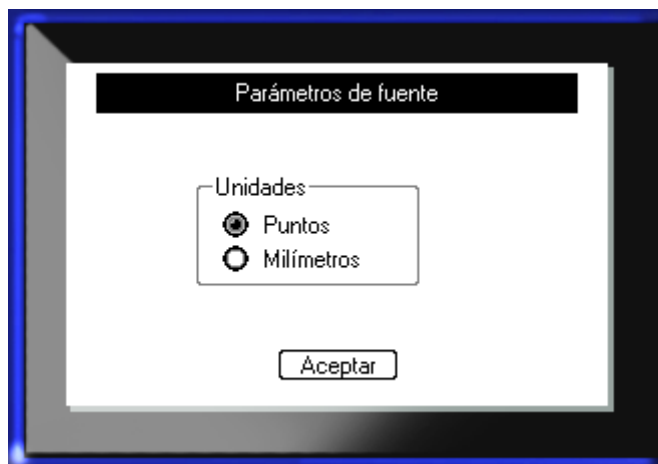 Parámetros de fuente
Unidades
Puntos
Milímetros
Aceptar